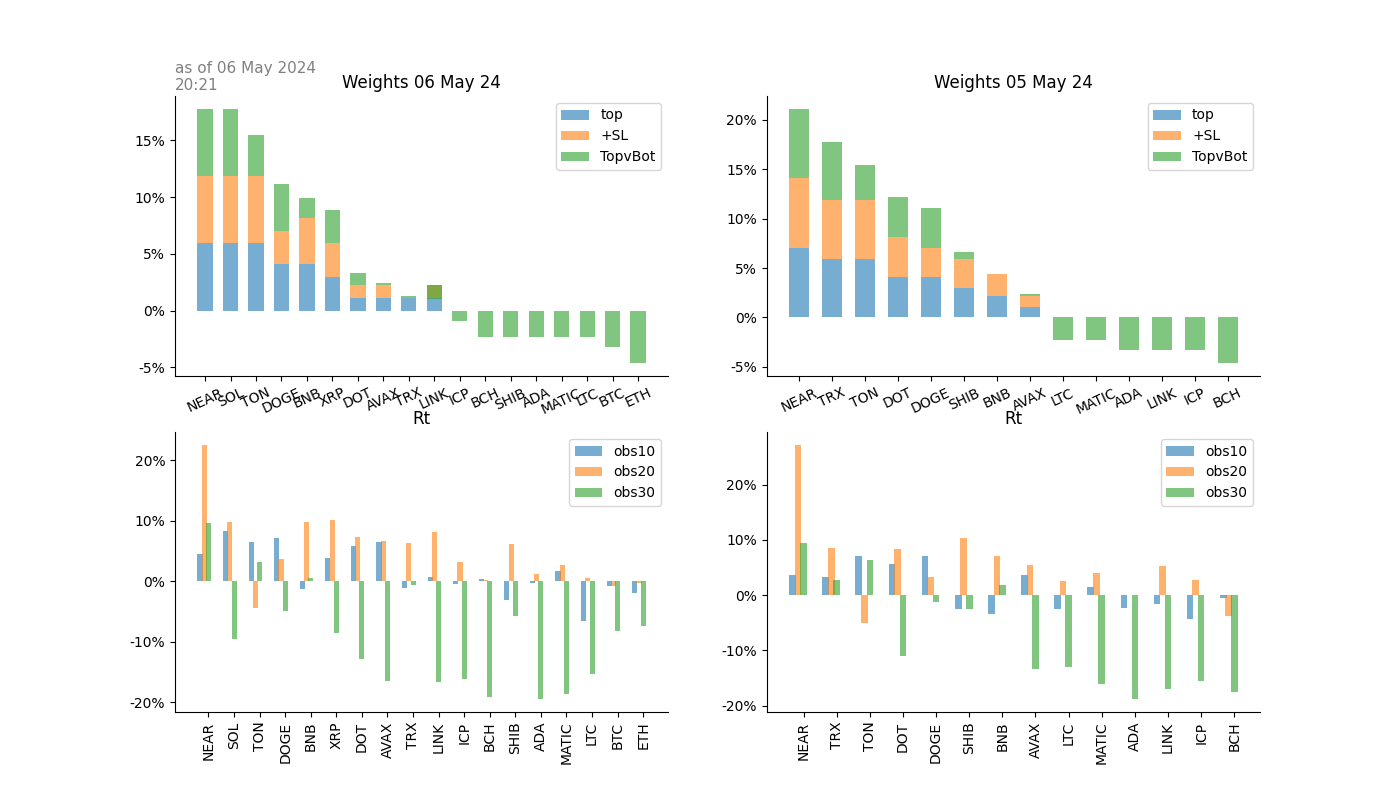 as of 06 May 2024
20:21
Weights 06 May 24
15%
10%
5%
0%
-5%
top
+SL
TopvBot
NEAR SOL TON DOGE BNB XRP DOT AVAX TRX LINK ICP BCH SHIB ADA MATIC LTC BTC ETH
Weights 05 May 24
20%
15%
10%
5%
0%
-5%
top
+SL
TopvBot
NEAR TRX TON DOT DOGE SHIB BNB AVAX LTC MATIC ADA LINK ICP BCH
Rt
20%
10%
0%
-10%
-20%
obs10
obs20
obs30
NEAR SOL TON DOGE BNB XRP DOT AVAX TRX LINK ICP BCH SHIB ADA MATIC LTC BTC ETH
Rt
20%
10%
0%
-10%
-20%
obs10
obs20
obs30
NEAR TRX TON DOT DOGE SHIB BNB AVAX LTC MATIC ADA LINK ICP BCH